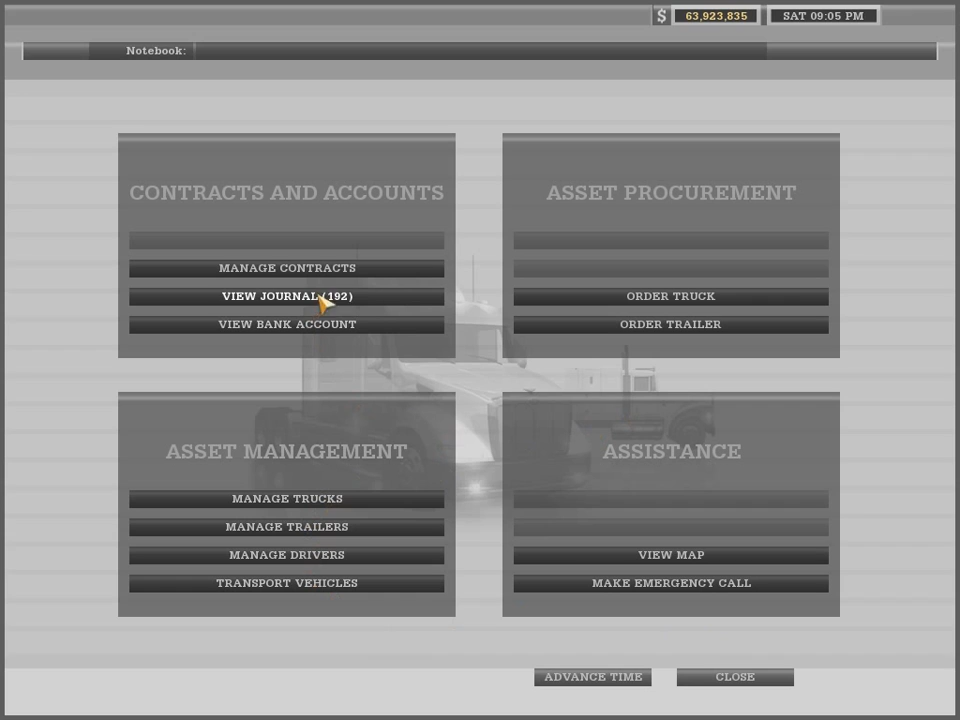 $ 63,923,835 SAT 09:05 PM
Notebook:
CONTRACTS AND ACCOUNTS
MANAGE CONTRACTS
VIEW JOURNAL (192)
VIEW BANK ACCOUNT
ASSET PROCUREMENT
ORDER TRUCK
ORDER TRAILER
ASSET MANAGEMENT
MANAGE TRUCKS
MANAGE TRAILERS
MANAGE DRIVERS
TRANSPORT VEHICLES
ASSISTANCE
VIEW MAP
MAKE EMERGENCY CALL
ADVANCE TIME CLOSE